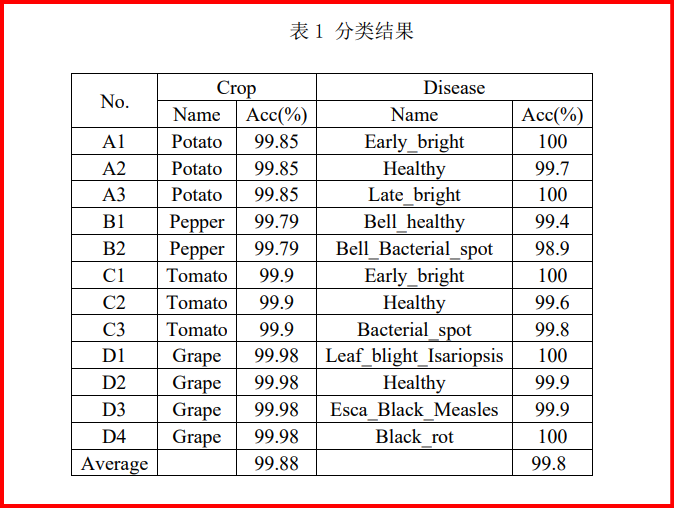 表 1 分类结果
No. Crop Disease
Name Acc(%) Name Acc(%)
A1 Potato 99.85 Early_bright 100
A2 Potato 99.85 Healthy 99.7
A3 Potato 99.85 Late_bright 100
B1 Pepper 99.79 Bell_healthy 99.4
B2 Pepper 99.79 Bell_Bacterial_spot 98.9
C1 Tomato 99.9 Early_bright 100
C2 Tomato 99.9 Healthy 99.6
C3 Tomato 99.9 Bacterial_spot 99.8
D1 Grape 99.98 Leaf_blight_Isariopsis 100
D2 Grape 99.98 Healthy 99.9
D3 Grape 99.98 Esca_Black_Measles 99.9
D4 Grape 99.98 Black_rot 100
Average 99.88 99.8